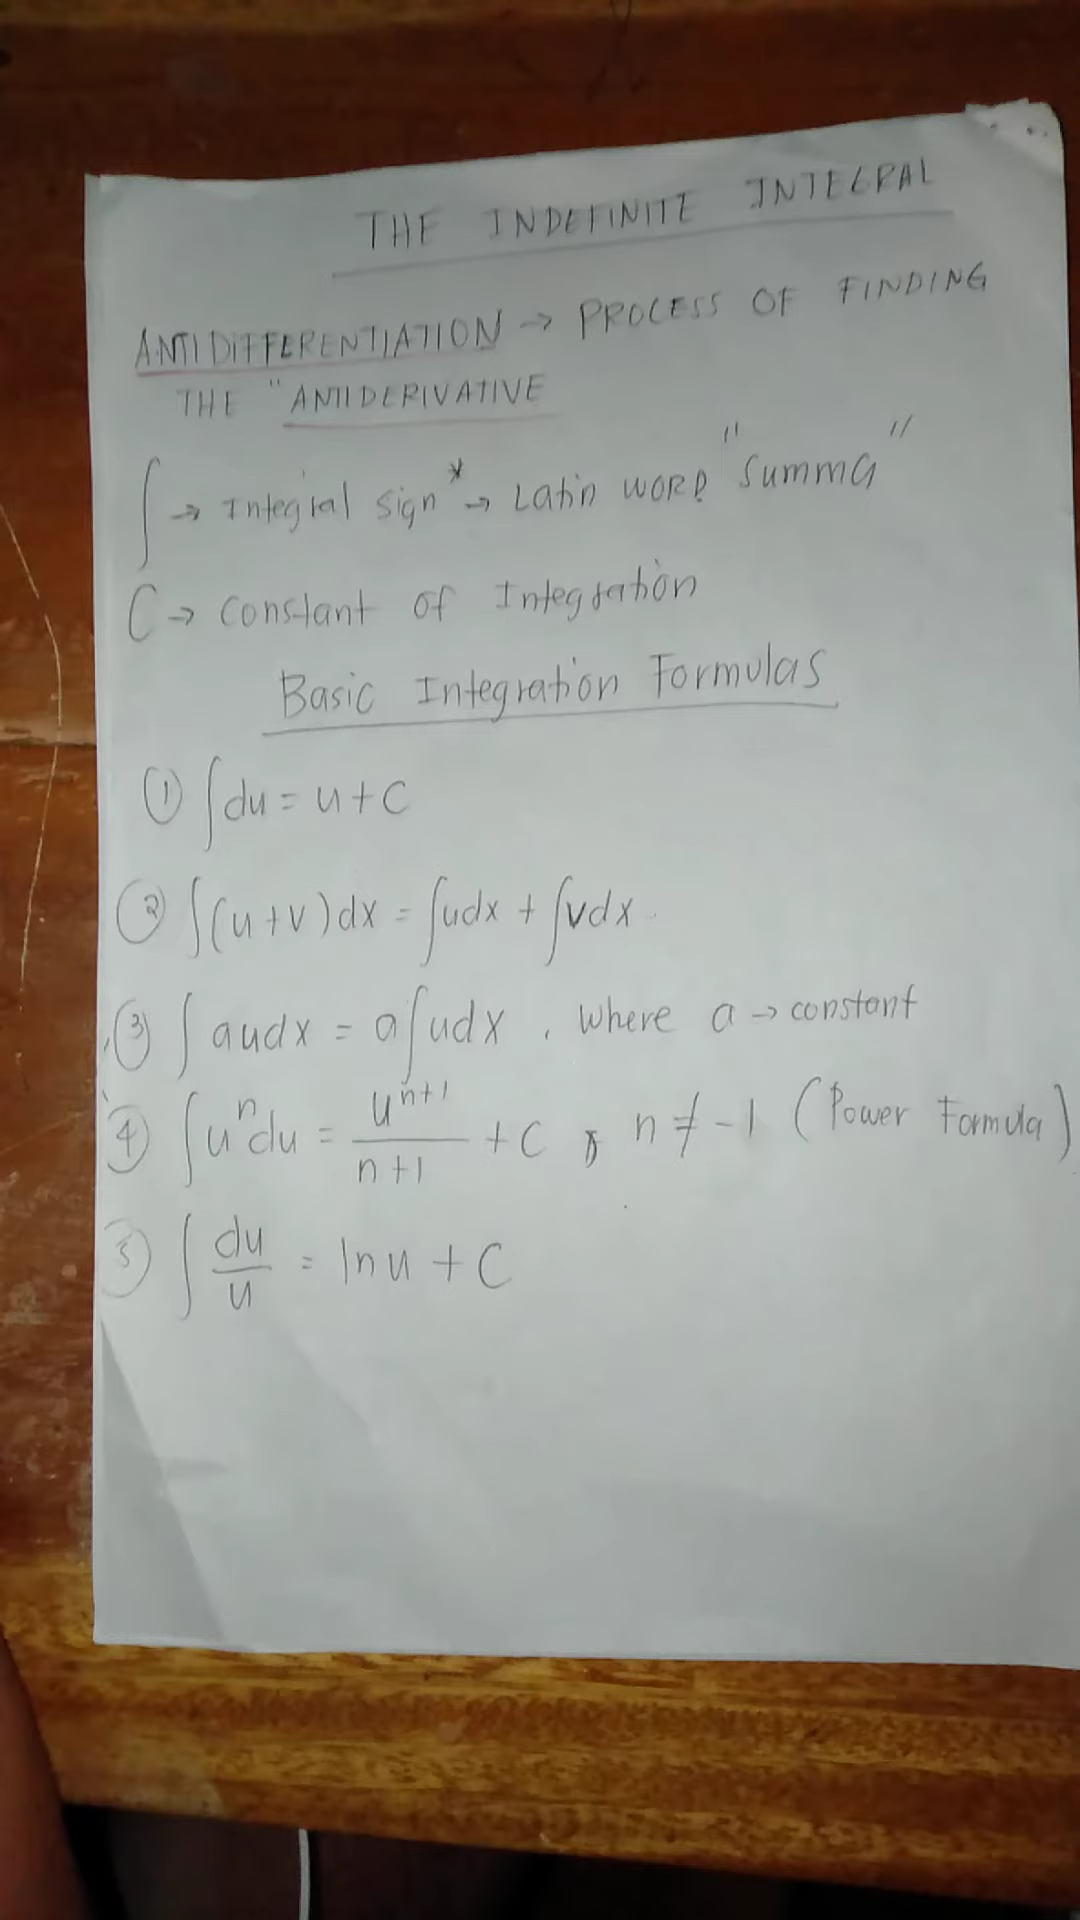 THE INDEFINITE INTEGRAL
ANTIDIFFERENTIATION → PROCESS OF FINDING
THE "ANTIDERIVATIVE
∫ → Integral sign* → Latin WORD "Summa"
C → constant of Integration
Basic Integration Formulas
① ∫du = u + C
② ∫(u + v)dx = ∫udx + ∫vdx
③ ∫audx = a∫udx, where a → constant
④ ∫uⁿdu = uⁿ⁺¹/n+1 + C, n ≠ -1 (Power Formula)
⑤ ∫du/u = ln u + C